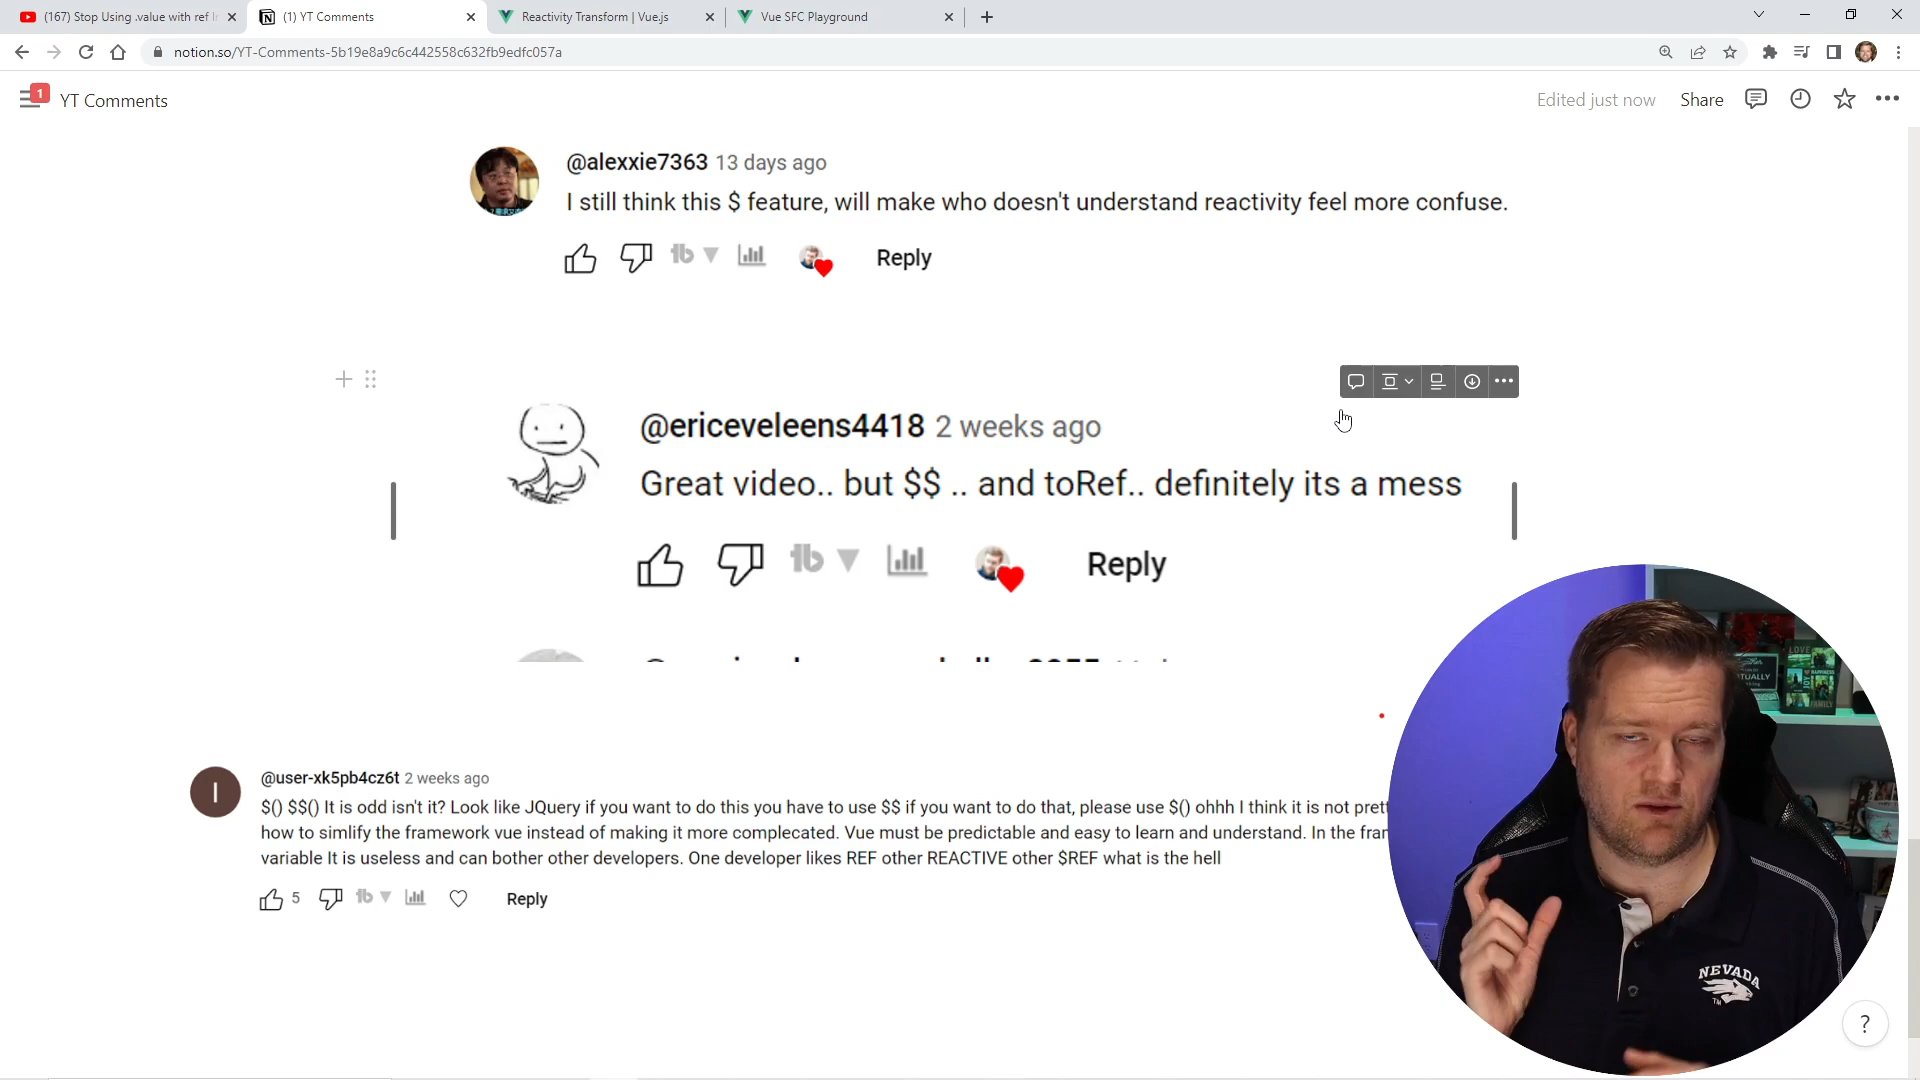 (167) Stop Using .value with ref
(1) YT Comments
Reactivity Transform | Vue.js
Vue SFC Playground
notion.so/YT-Comments-5b19e8a9c6c442558c632fb9edfc057a
1
YT Comments
Edited just now
Share
@alexxie7363 13 days ago
I still think this $ feature, will make who doesn't understand reactivity feel more confuse.
Reply
@ericeveleens4418 2 weeks ago
Great video.. but $$ .. and toRef.. definitely its a mess
Reply
I
@user-xk5pb4cz6t 2 weeks ago
$() $$() It is odd isn't it? Look like JQuery if you want to do this you have to use $$ if you want to do that, please use $() ohhh I think it is not
how to simlify the framework vue instead of making it more complecated. Vue must be predictable and easy to learn and understand. In the
variable It is useless and can bother other developers. One developer likes REF other REACTIVE other $REF what is the hell
5
Reply
LOVE
HAPPINESS
JOY
FAMILY
NEVADA
TM
?